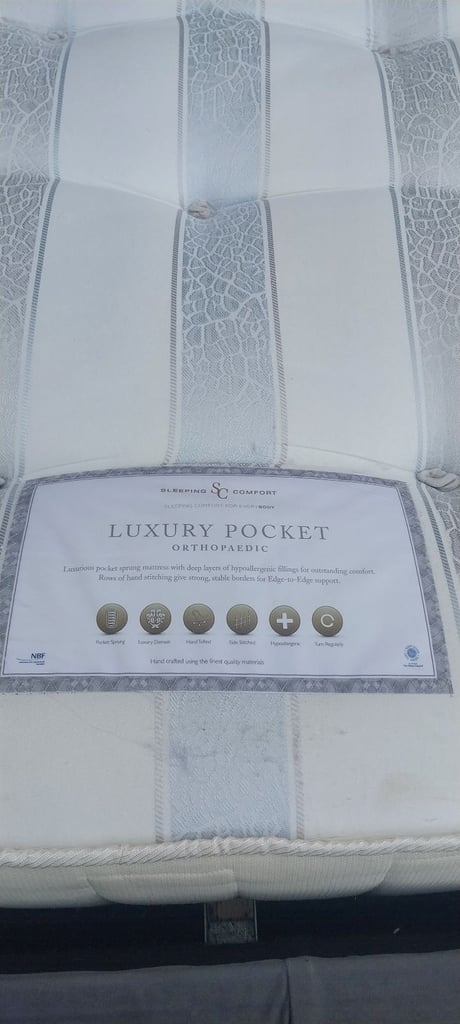 SLEEPING SC COMFORT
SLEEPING COMFORT FOR EVERYBODY
LUXURY POCKET
ORTHOPAEDIC
Luxurious pocket sprung mattress with deep layers of hypoallergenic fillings for outstanding comfort.
Rows of hand stitching give strong, stable borders for Edge-to-Edge support.
Pocket Sprung Luxury Damask Hand Tufted Side Stitched Hypoallergenic Turn Regularly
NBF
Hand crafted using the finest quality materials